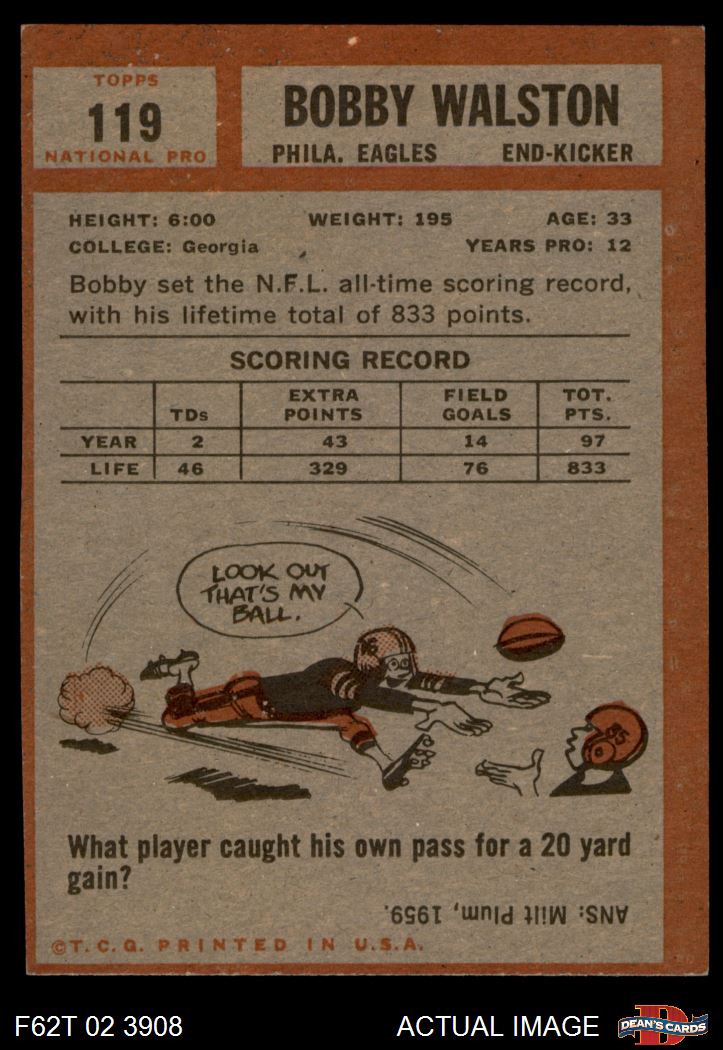 TOPPS
119
NATIONAL PRO
BOBBY WALSTON
PHILA. EAGLES END-KICKER
HEIGHT: 6:00 WEIGHT: 195 AGE: 33
COLLEGE: Georgia YEARS PRO: 12
Bobby set the N.F.L. all-time scoring record,
with his lifetime total of 833 points.
SCORING RECORD
TDs EXTRA POINTS FIELD GOALS TOT. PTS.
YEAR 2 43 14 97
LIFE 46 329 76 833
LOOK OUT
THAT'S MY
BALL.
16
55
What player caught his own pass for a 20 yard
gain?
ANS: Milt Plum, 1959.
©T.C.G. PRINTED IN U.S.A.
F62T 02 3908 ACTUAL IMAGE
D
DEAN'S CARDS